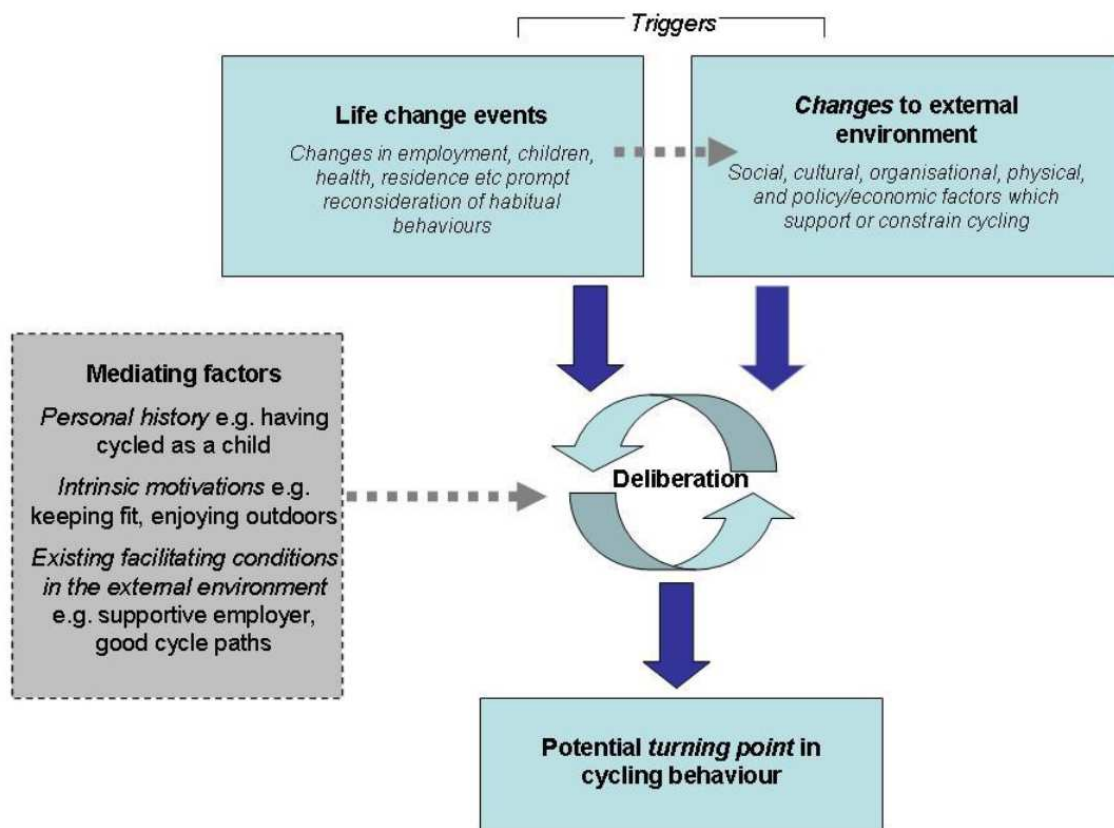 Triggers
Life change events
Changes in employment, children,
health, residence etc prompt
reconsideration of habitual
behaviours
Changes to external
environment
Social, cultural, organisational, physical,
and policy/economic factors which
support or constrain cycling
Mediating factors
Personal history e.g. having
cycled as a child
Intrinsic motivations e.g.
keeping fit, enjoying outdoors
Existing facilitating conditions
in the external environment
e.g. supportive employer,
good cycle paths
Deliberation
Potential turning point in
cycling behaviour